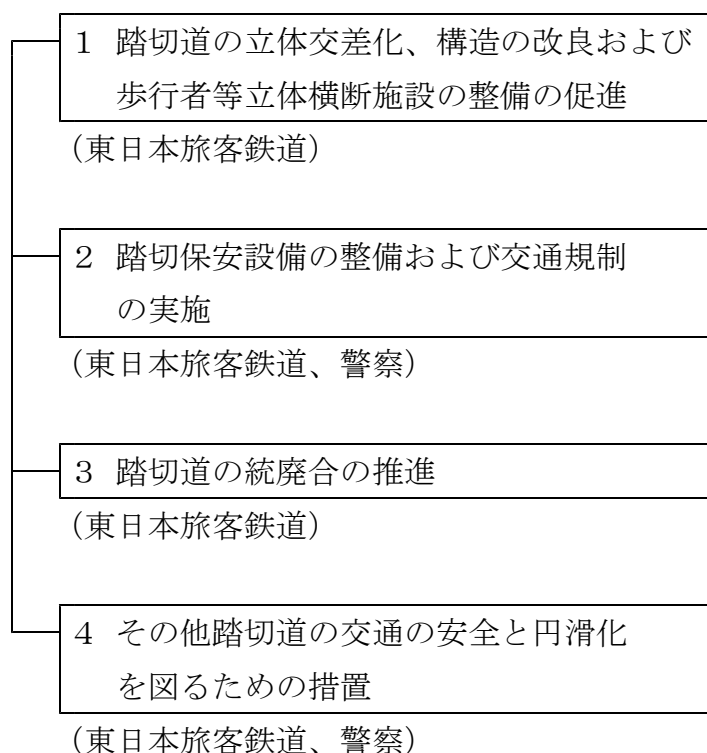 １ 踏切道の立体交差化、構造の改良および
歩行者等立体横断施設の整備の促進
（東日本旅客鉄道）
２ 踏切保安設備の整備および交通規制
の実施
（東日本旅客鉄道、警察）
３ 踏切道の統廃合の推進
（東日本旅客鉄道）
４ その他踏切道の交通の安全と円滑化
を図るための措置
（東日本旅客鉄道、警察）